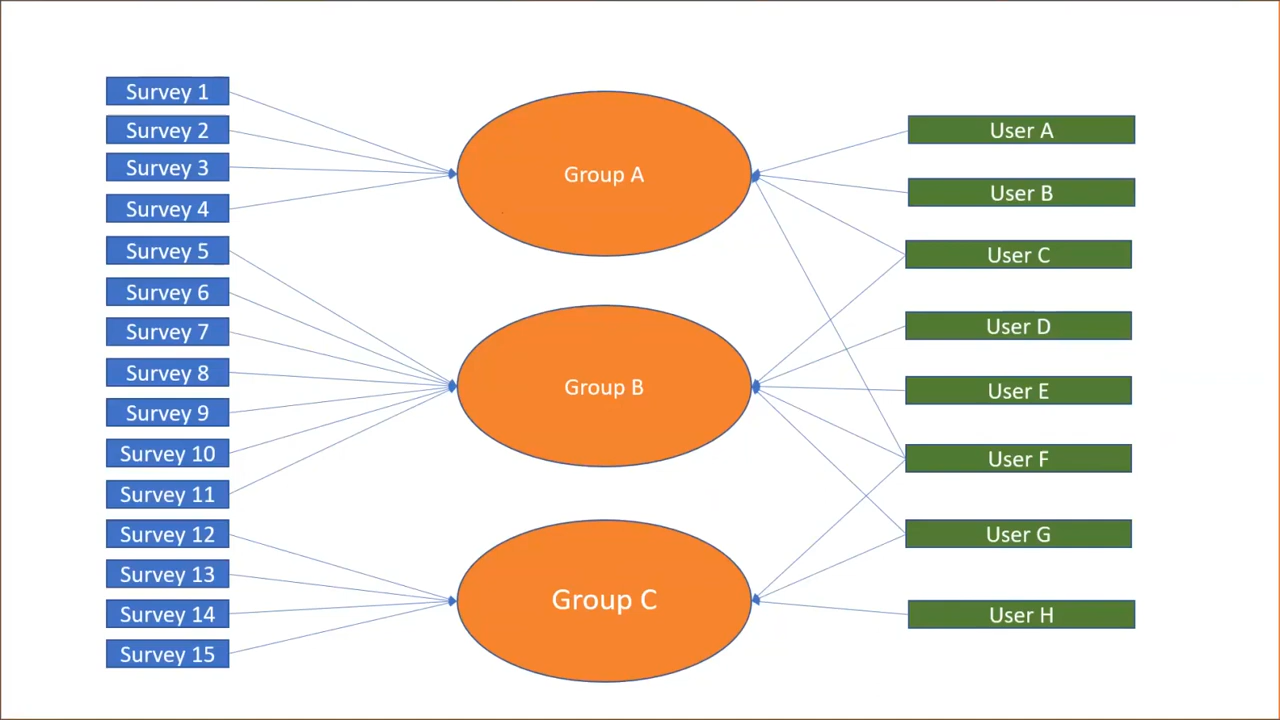 Survey 1
Survey 2
Survey 3
Survey 4
Survey 5
Survey 6
Survey 7
Survey 8
Survey 9
Survey 10
Survey 11
Survey 12
Survey 13
Survey 14
Survey 15
Group A
Group B
Group C
User A
User B
User C
User D
User E
User F
User G
User H